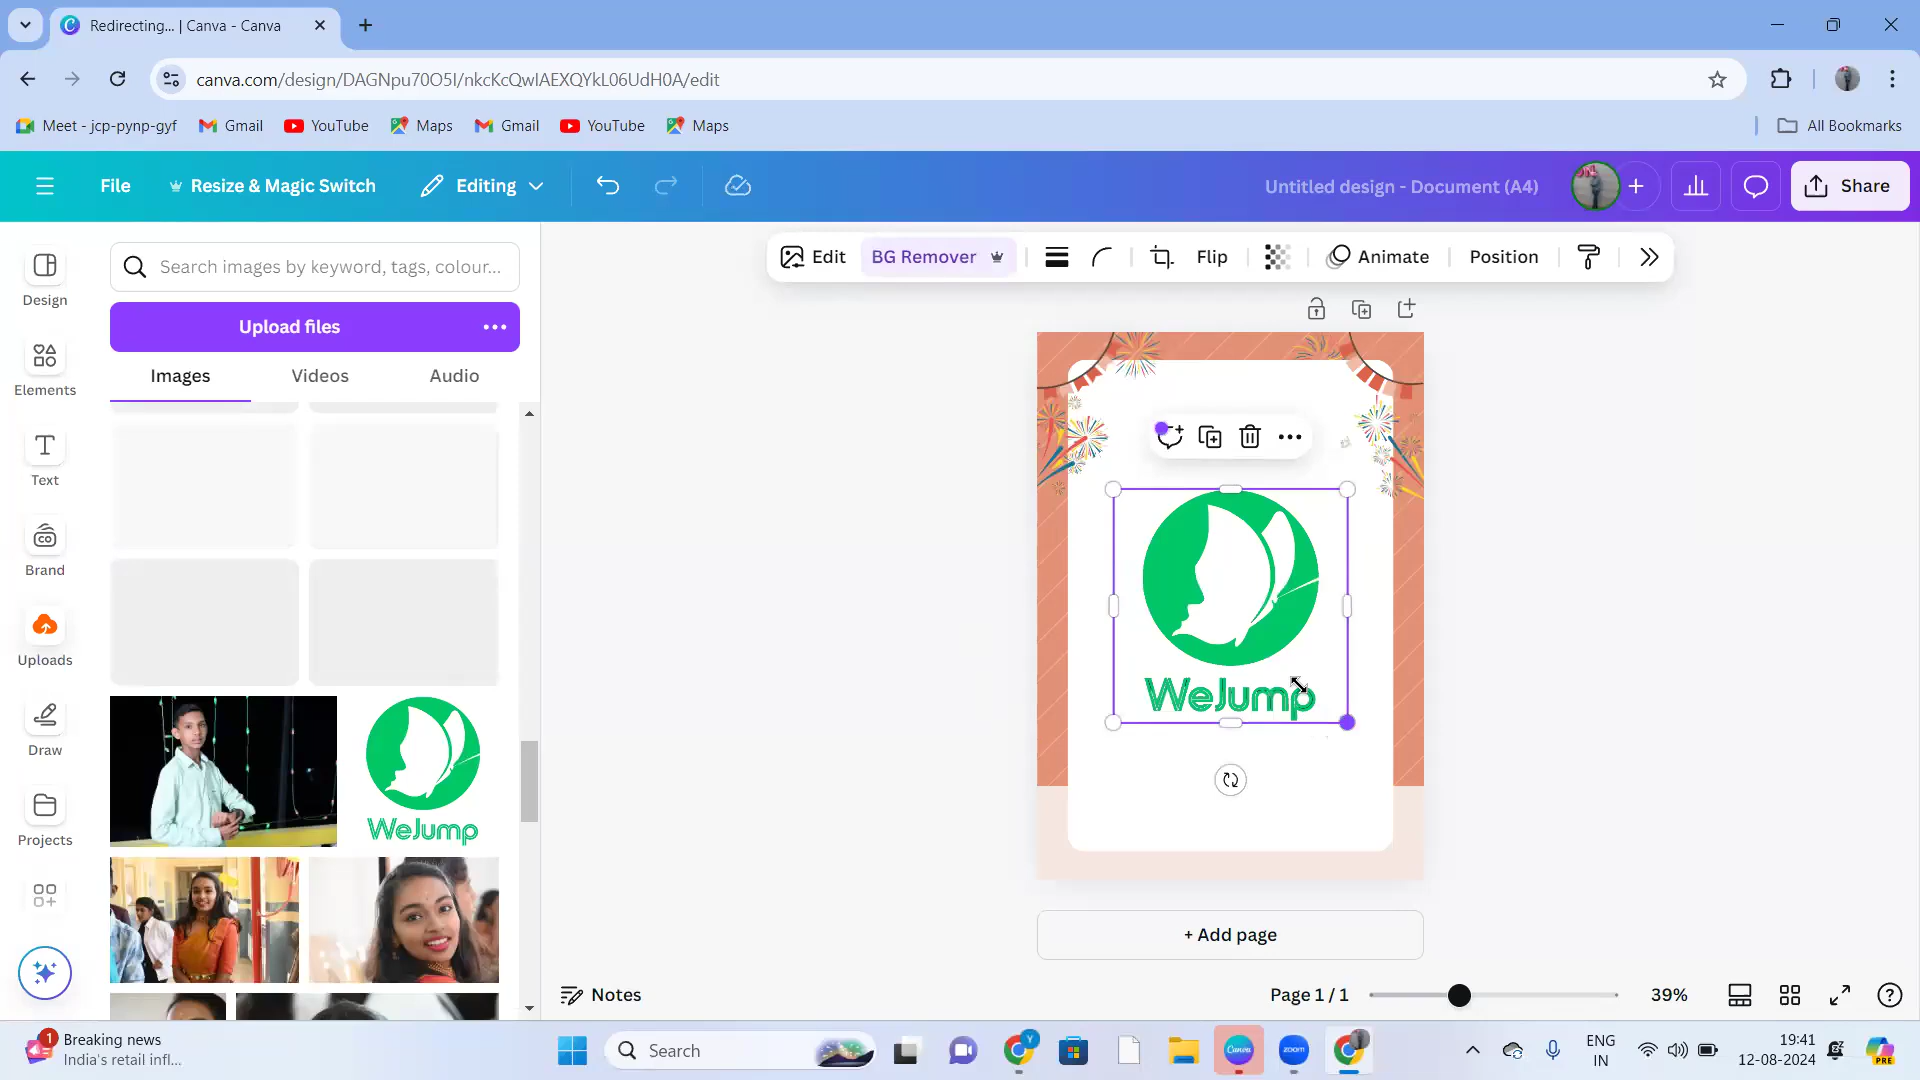 Redirecting... | Canva - Canva
canva.com/design/DAGNpu70O5I/nkcKcQwIAEXQYkL06UdH0A/edit
Meet - jcp-pynp-gyf
Gmail
YouTube
Maps
Gmail
YouTube
Maps
All Bookmarks
File
Resize & Magic Switch
Editing
Untitled design - Document (A4)
Share
Design
Elements
Text
Brand
Uploads
Draw
Projects
Search images by keyword, tags, colour...
Upload files
Images
Videos
Audio
WeJump
Edit
BG Remover
Flip
Animate
Position
WeJump
+ Add page
Notes
Page 1 / 1
39%
1
Breaking news
India's retail infl...
Search
Y
Canva
zoom
ENG
IN
19:41
12-08-2024
PRE